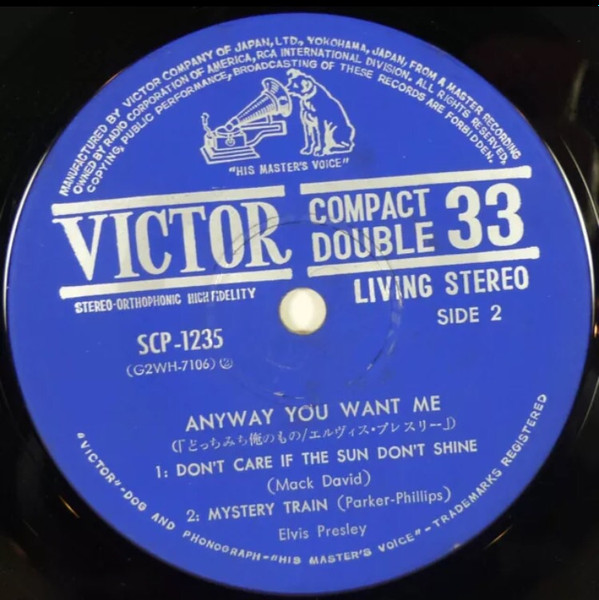 MANUFACTURED BY VICTOR COMPANY OF JAPAN, LTD., YOKOHAMA, JAPAN, FROM A MASTER RECORDING
OWNED BY RADIO CORPORATION OF AMERICA, RCA INTERNATIONAL DIVISION. ALL RIGHTS RESERVED,
COPYING, PUBLIC PERFORMANCE, BROADCASTING OF THESE RECORDS ARE FORBIDDEN.
"HIS MASTER'S VOICE"
VICTOR
COMPACT
DOUBLE 33
STEREO-ORTHOPHONIC HIGH FIDELITY
LIVING STEREO
SIDE 2
SCP-1235
(G2WH-7106) ②
ANYWAY YOU WANT ME
(「どっちみち俺のもの/エルヴィス・プレスリー」)
1: DON'T CARE IF THE SUN DON'T SHINE
(Mack David)
2: MYSTERY TRAIN (Parker-Phillips)
Elvis Presley
"VICTOR"-DOG AND PHONOGRAPH-"HIS MASTER'S VOICE"-TRADEMARKS REGISTERED